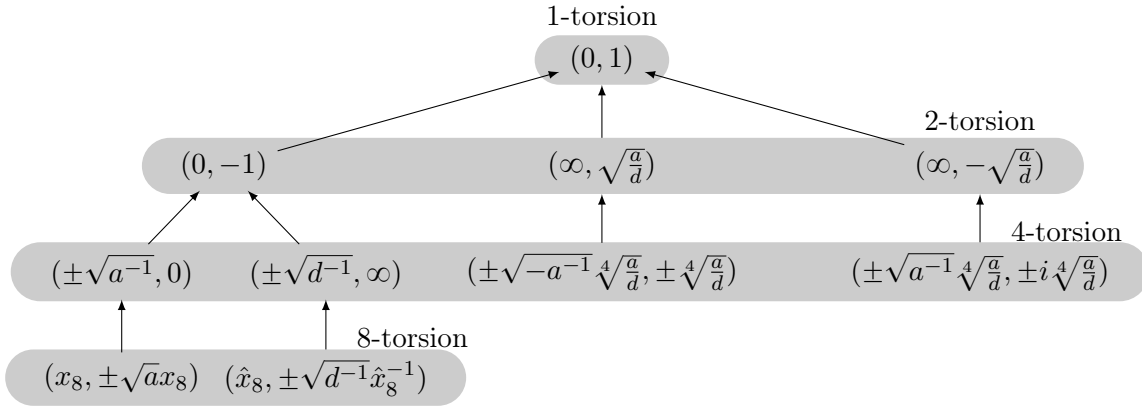 1-torsion
(0, 1)
2-torsion
(0, −1) (∞, √(a/d)) (∞, −√(a/d))
4-torsion
(±√(a⁻¹), 0) (±√(d⁻¹), ∞) (±√(−a⁻¹) ∜(a/d), ±∜(a/d)) (±√(a⁻¹) ∜(a/d), ±i∜(a/d))
8-torsion
(x₈, ±√a x₈) (x̂₈, ±√(d⁻¹) x̂₈⁻¹)